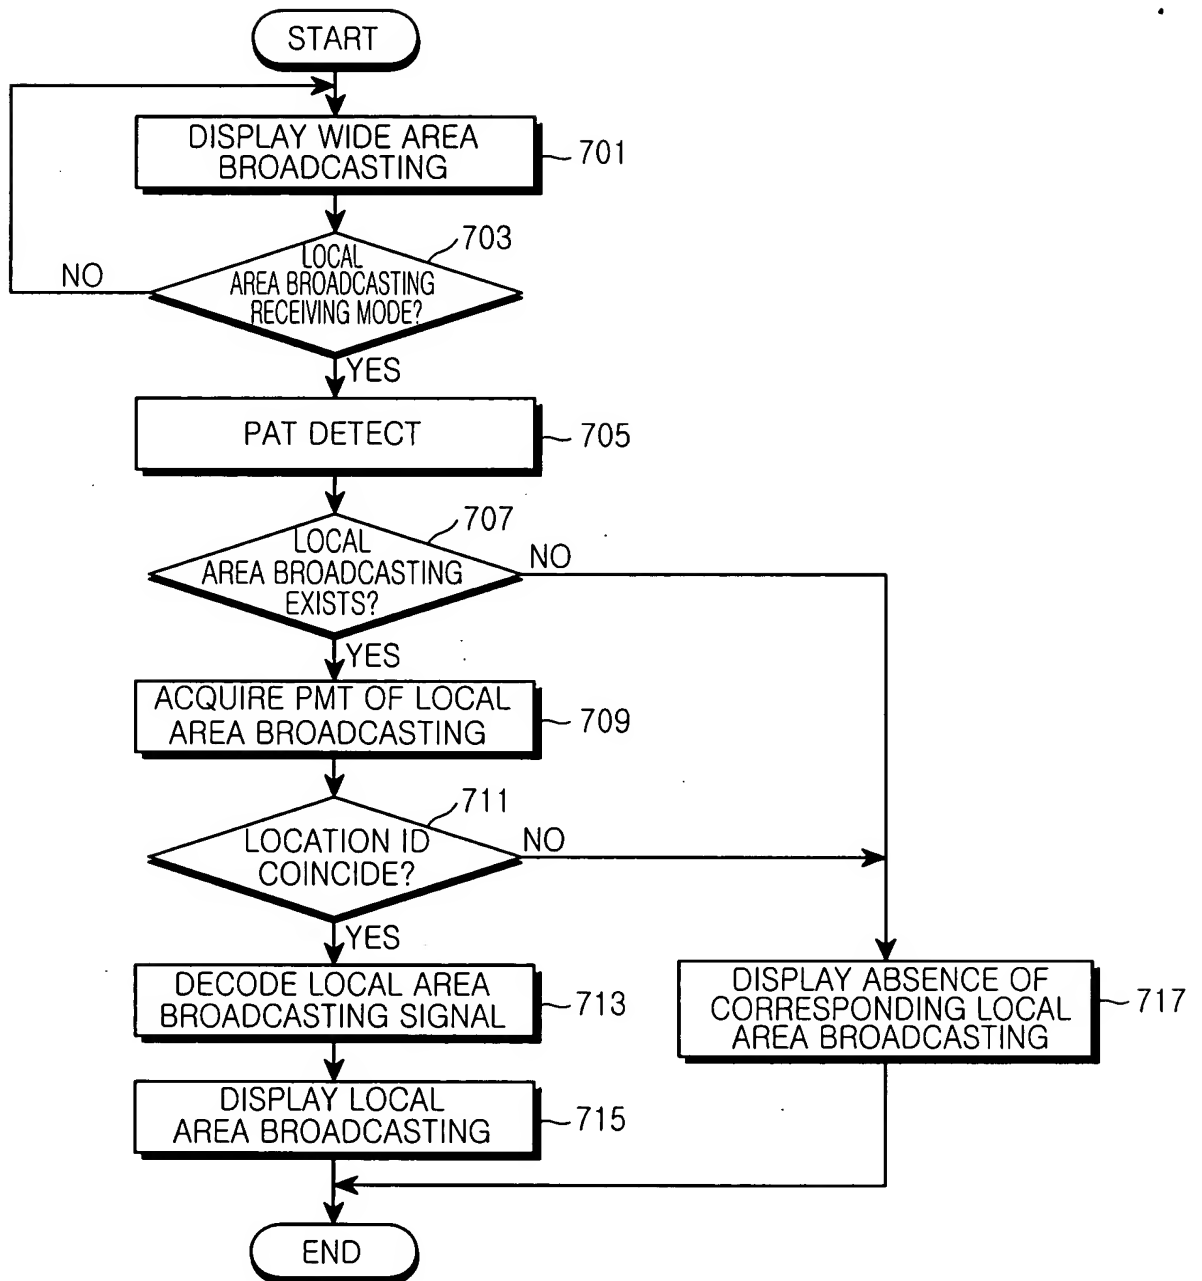 START
DISPLAY WIDE AREA
BROADCASTING
701
703
LOCAL
AREA BROADCASTING
RECEIVING MODE?
NO
YES
PAT DETECT
705
707
LOCAL
AREA BROADCASTING
EXISTS?
NO
YES
ACQUIRE PMT OF LOCAL
AREA BROADCASTING
709
711
LOCATION ID
COINCIDE?
NO
YES
DECODE LOCAL AREA
BROADCASTING SIGNAL
713
DISPLAY ABSENCE OF
CORRESPONDING LOCAL
AREA BROADCASTING
717
DISPLAY LOCAL
AREA BROADCASTING
715
END